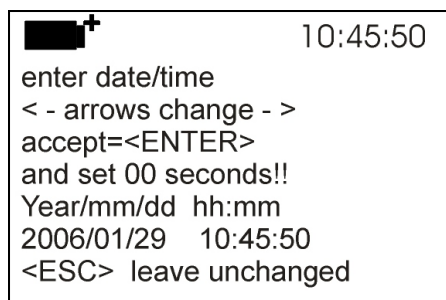 10:45:50
enter date/time
< - arrows change - >
accept=<ENTER>
and set 00 seconds!!
Year/mm/dd hh:mm
2006/01/29 10:45:50
<ESC> leave unchanged